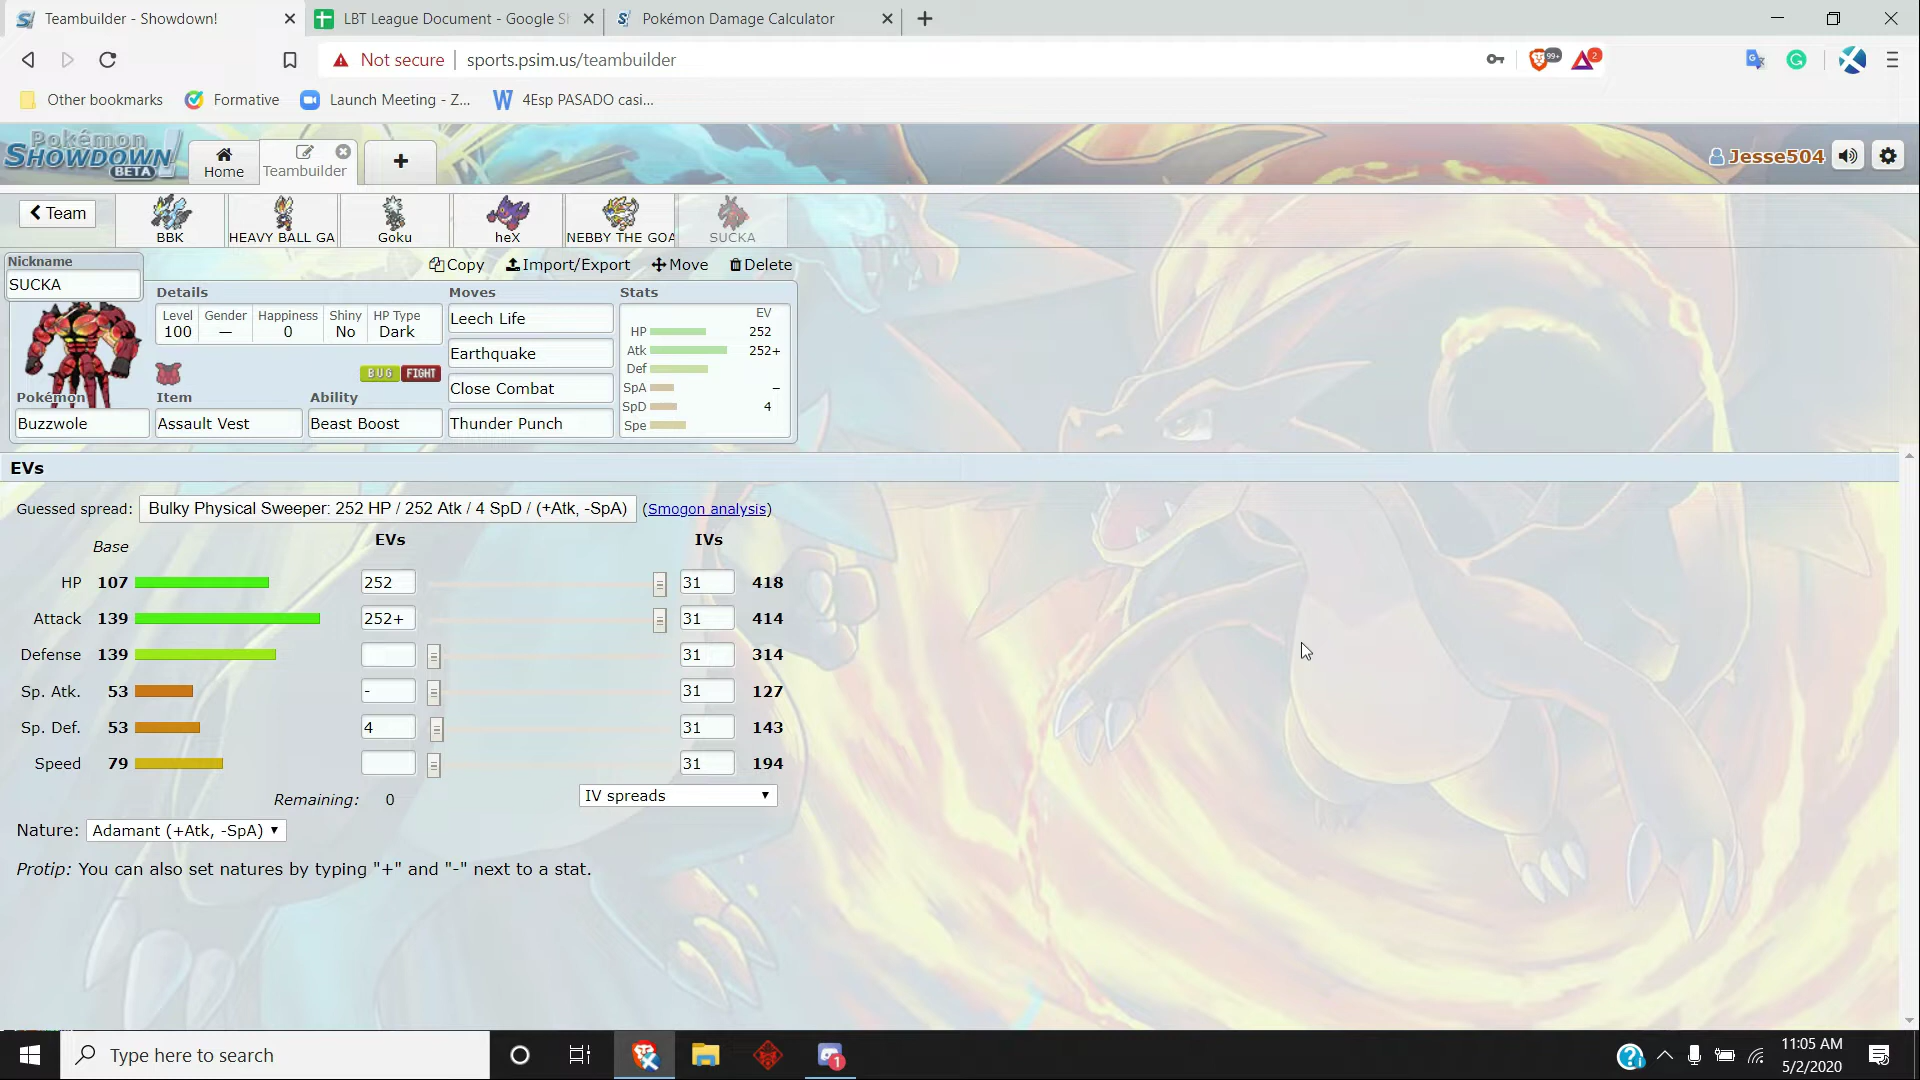 Teambuilder - Showdown!
LBT League Document - Google Sh
Pokémon Damage Calculator
Not secure
sports.psim.us/teambuilder
99+
2
Other bookmarks
Formative
Launch Meeting - Z...
4Esp PASADO casi...
Pokémon
SHOWDOWN!
BETA
Home
Teambuilder
+
Jesse504
Team
BBK
HEAVY BALL GA
Goku
heX
NEBBY THE GOA
SUCKA
Nickname
SUCKA
Copy
Import/Export
Move
Delete
Details
Level
100
Gender
—
Happiness
0
Shiny
No
HP Type
Dark
BUG
FIGHT
Pokémon
Buzzwole
Item
Assault Vest
Ability
Beast Boost
Moves
Leech Life
Earthquake
Close Combat
Thunder Punch
Stats
EV
HP 252
Atk 252+
Def
SpA –
SpD 4
Spe
EVs
Guessed spread: Bulky Physical Sweeper: 252 HP / 252 Atk / 4 SpD / (+Atk, -SpA) (Smogon analysis)
Base EVs IVs
HP 107 252 31 418
Attack 139 252+ 31 414
Defense 139 31 314
Sp. Atk. 53 - 31 127
Sp. Def. 53 4 31 143
Speed 79 31 194
Remaining: 0
IV spreads
Nature: Adamant (+Atk, -SpA)
Protip: You can also set natures by typing "+" and "-" next to a stat.
Type here to search
1
11:05 AM
5/2/2020